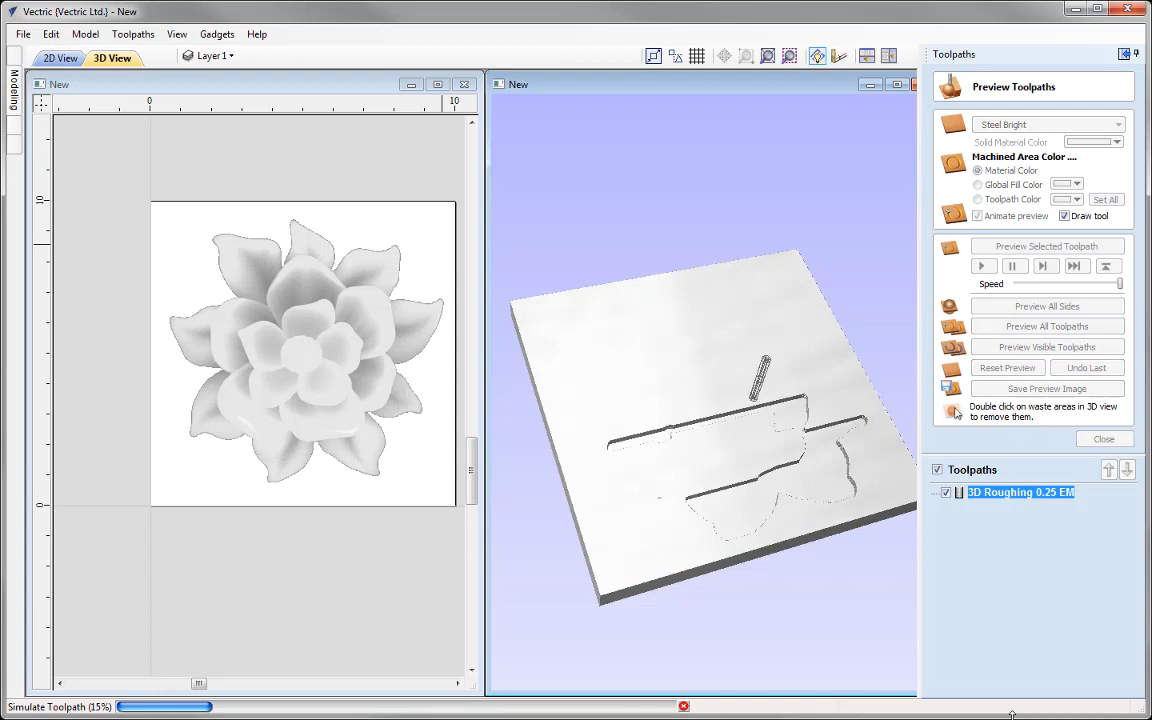 Vectric {Vectric Ltd.} - New
File Edit Model Toolpaths View Gadgets Help
2D View 3D View Layer 1
Modeling
New
0 10
10
0
New
Toolpaths
Preview Toolpaths
Steel Bright
Solid Material Color
Machined Area Color ....
Material Color
Global Fill Color
Toolpath Color Set All
Animate preview Draw tool
Preview Selected Toolpath
Speed
Preview All Sides
Preview All Toolpaths
Preview Visible Toolpaths
Reset Preview Undo Last
Save Preview Image
Double click on waste areas in 3D view
to remove them.
Close
Toolpaths
3D Roughing 0.25 EM
Simulate Toolpath (15%)